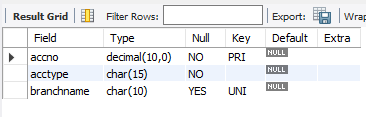 Result Grid Filter Rows: Export: Wrap
Field Type Null Key Default Extra
accno decimal(10,0) NO PRI NULL
acctype char(15) NO NULL
branchname char(10) YES UNI NULL